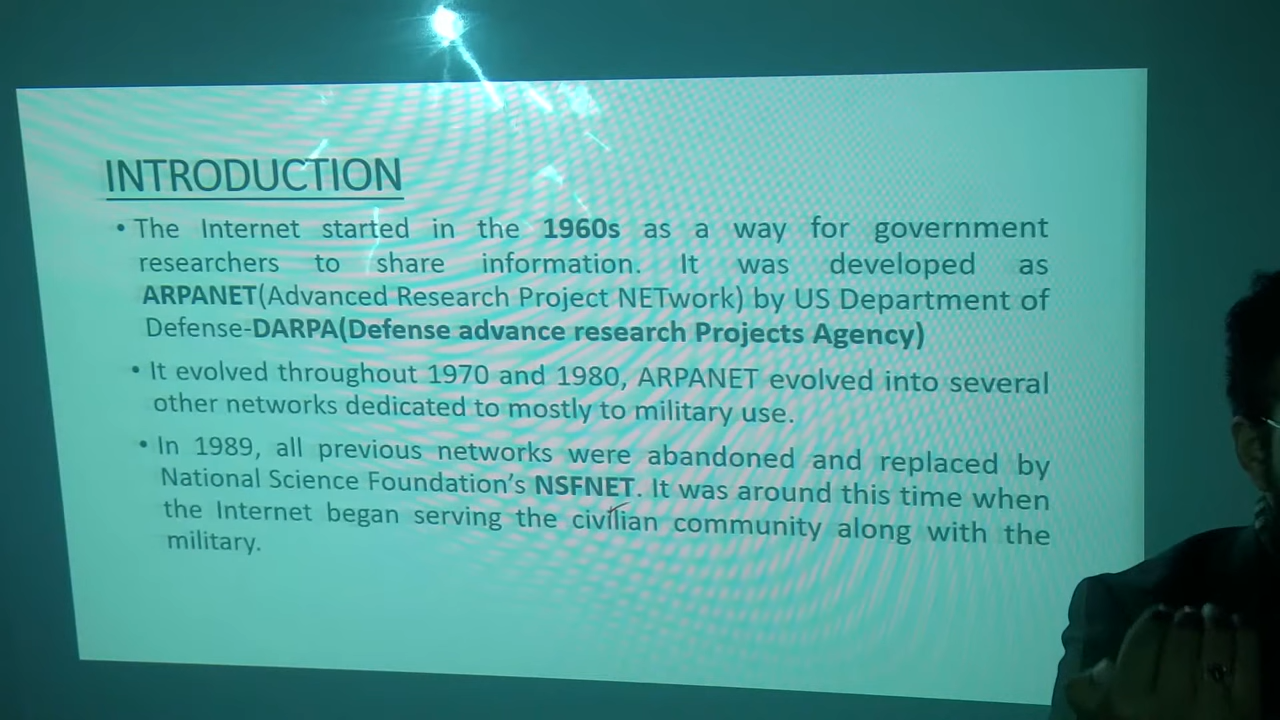 INTRODUCTION
• The Internet started in the 1960s as a way for government
researchers to share information. It was developed as
ARPANET(Advanced Research Project NETwork) by US Department of
Defense-DARPA(Defense advance research Projects Agency)
• It evolved throughout 1970 and 1980, ARPANET evolved into several
other networks dedicated to mostly to military use.
• In 1989, all previous networks were abandoned and replaced by
National Science Foundation's NSFNET. It was around this time when
the Internet began serving the civilian community along with the
military.